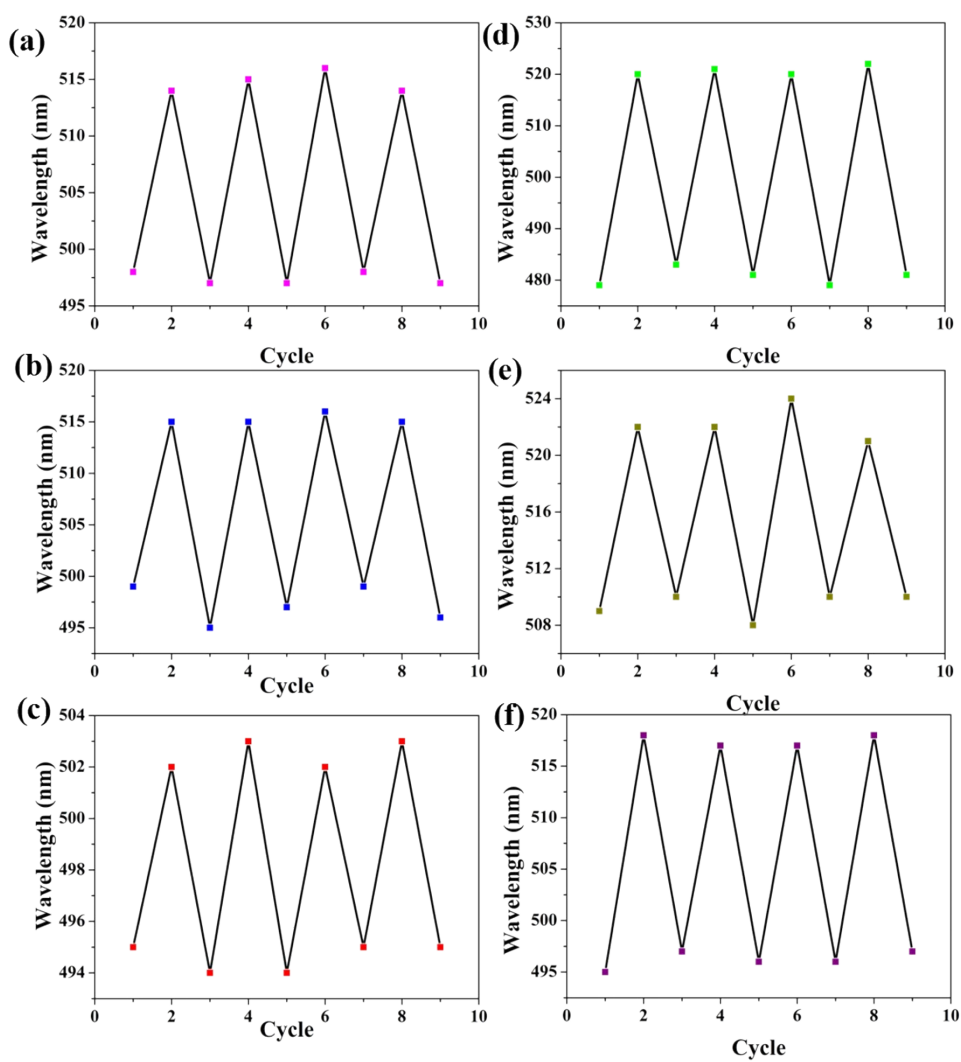 (a)
Wavelength (nm)
520
515
510
505
500
495
0 2 4 6 8 10
Cycle
(b)
Wavelength (nm)
520
515
510
505
500
495
0 2 4 6 8 10
Cycle
(c)
Wavelength (nm)
504
502
500
498
496
494
0 2 4 6 8 10
Cycle
(d)
Wavelength (nm)
530
520
510
500
490
480
0 2 4 6 8 10
Cycle
(e)
Wavelength (nm)
524
520
516
512
508
0 2 4 6 8 10
Cycle
(f)
Wavelength (nm)
520
515
510
505
500
495
0 2 4 6 8 10
Cycle